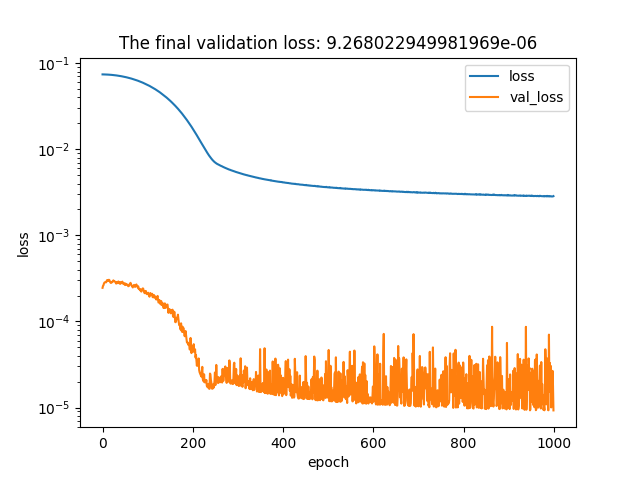 The final validation loss: 9.268022949981969e-06
10⁻¹
10⁻²
10⁻³
10⁻⁴
10⁻⁵
loss
loss
val_loss
0 200 400 600 800 1000
epoch